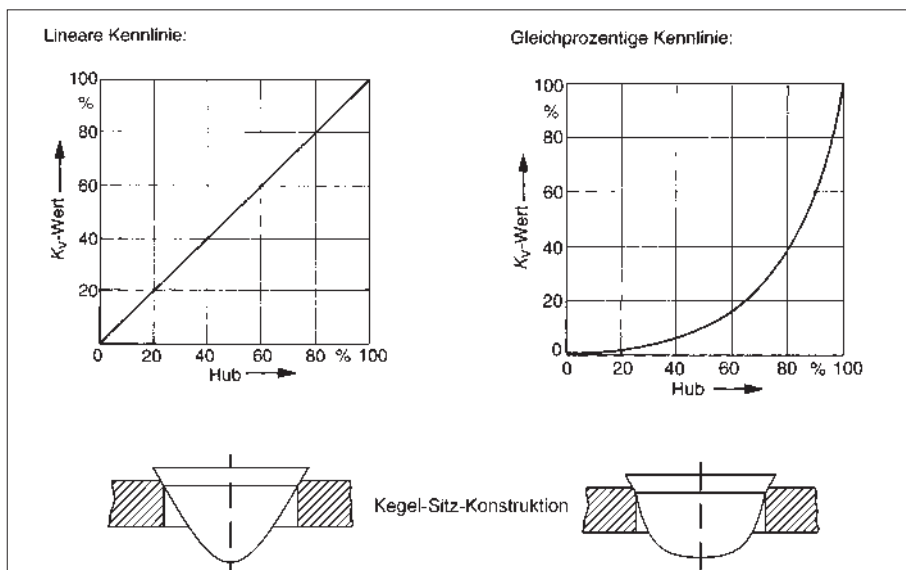 Lineare Kennlinie:
100
%
80
60
40
20
Kv-Wert
0 20 40 60 80 % 100
Hub
Gleichprozentige Kennlinie:
100
%
80
60
40
20
0
Kv-Wert
0 20 40 60 80 % 100
Hub
Kegel-Sitz-Konstruktion